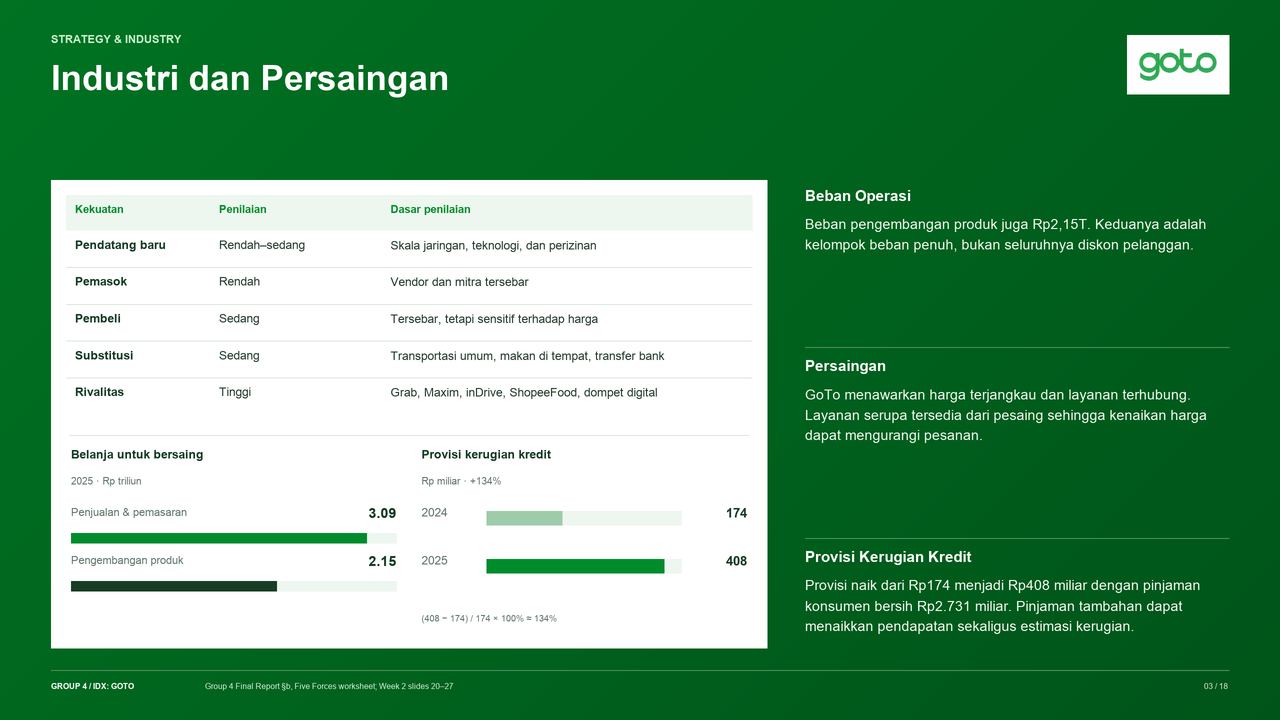 STRATEGY & INDUSTRY
Industri dan Persaingan
goto
Kekuatan Penilaian Dasar penilaian
Pendatang baru Rendah–sedang Skala jaringan, teknologi, dan perizinan
Pemasok Rendah Vendor dan mitra tersebar
Pembeli Sedang Tersebar, tetapi sensitif terhadap harga
Substitusi Sedang Transportasi umum, makan di tempat, transfer bank
Rivalitas Tinggi Grab, Maxim, inDrive, ShopeeFood, dompet digital
Belanja untuk bersaing
2025 · Rp triliun
Penjualan & pemasaran 3.09
Pengembangan produk 2.15
Provisi kerugian kredit
Rp miliar · +134%
2024 174
2025 408
(408 − 174) / 174 × 100% ≈ 134%
Beban Operasi
Beban pengembangan produk juga Rp2,15T. Keduanya adalah
kelompok beban penuh, bukan seluruhnya diskon pelanggan.
Persaingan
GoTo menawarkan harga terjangkau dan layanan terhubung.
Layanan serupa tersedia dari pesaing sehingga kenaikan harga
dapat mengurangi pesanan.
Provisi Kerugian Kredit
Provisi naik dari Rp174 menjadi Rp408 miliar dengan pinjaman
konsumen bersih Rp2.731 miliar. Pinjaman tambahan dapat
menaikkan pendapatan sekaligus estimasi kerugian.
GROUP 4 / IDX: GOTO Group 4 Final Report §b, Five Forces worksheet; Week 2 slides 20–27 03 / 18